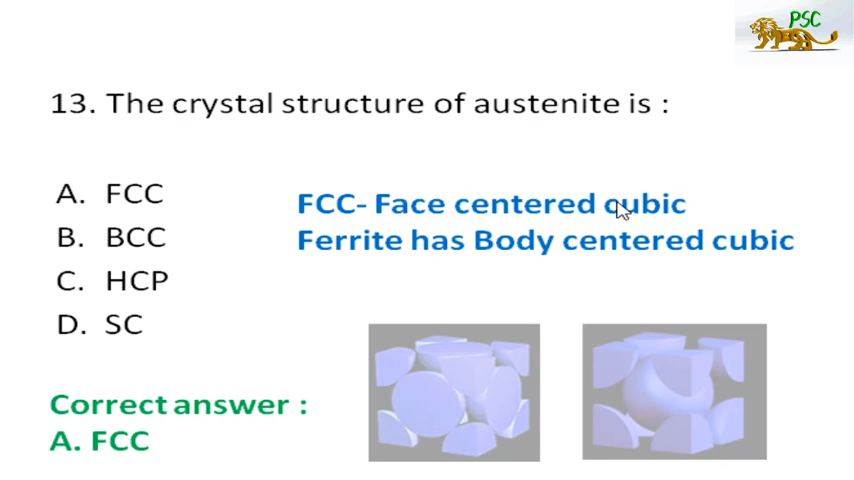 PSC
13. The crystal structure of austenite is :
A. FCC
B. BCC
C. HCP
D. SC
FCC- Face centered cubic
Ferrite has Body centered cubic
Correct answer :
A. FCC